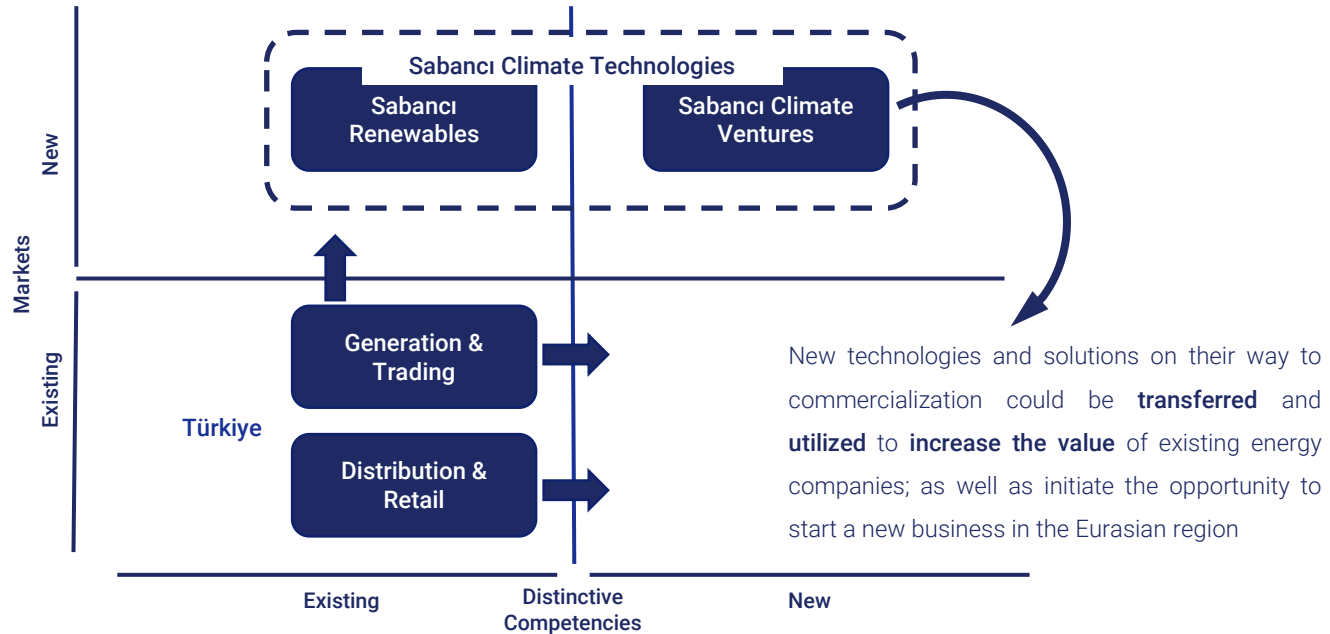 Sabancı Climate Technologies
Sabancı
Renewables
Sabancı Climate
Ventures
New
Markets
Existing
Generation &
Trading
Türkiye
Distribution &
Retail
New technologies and solutions on their way to
commercialization could be transferred and
utilized to increase the value of existing energy
companies; as well as initiate the opportunity to
start a new business in the Eurasian region
Existing
Distinctive
Competencies
New